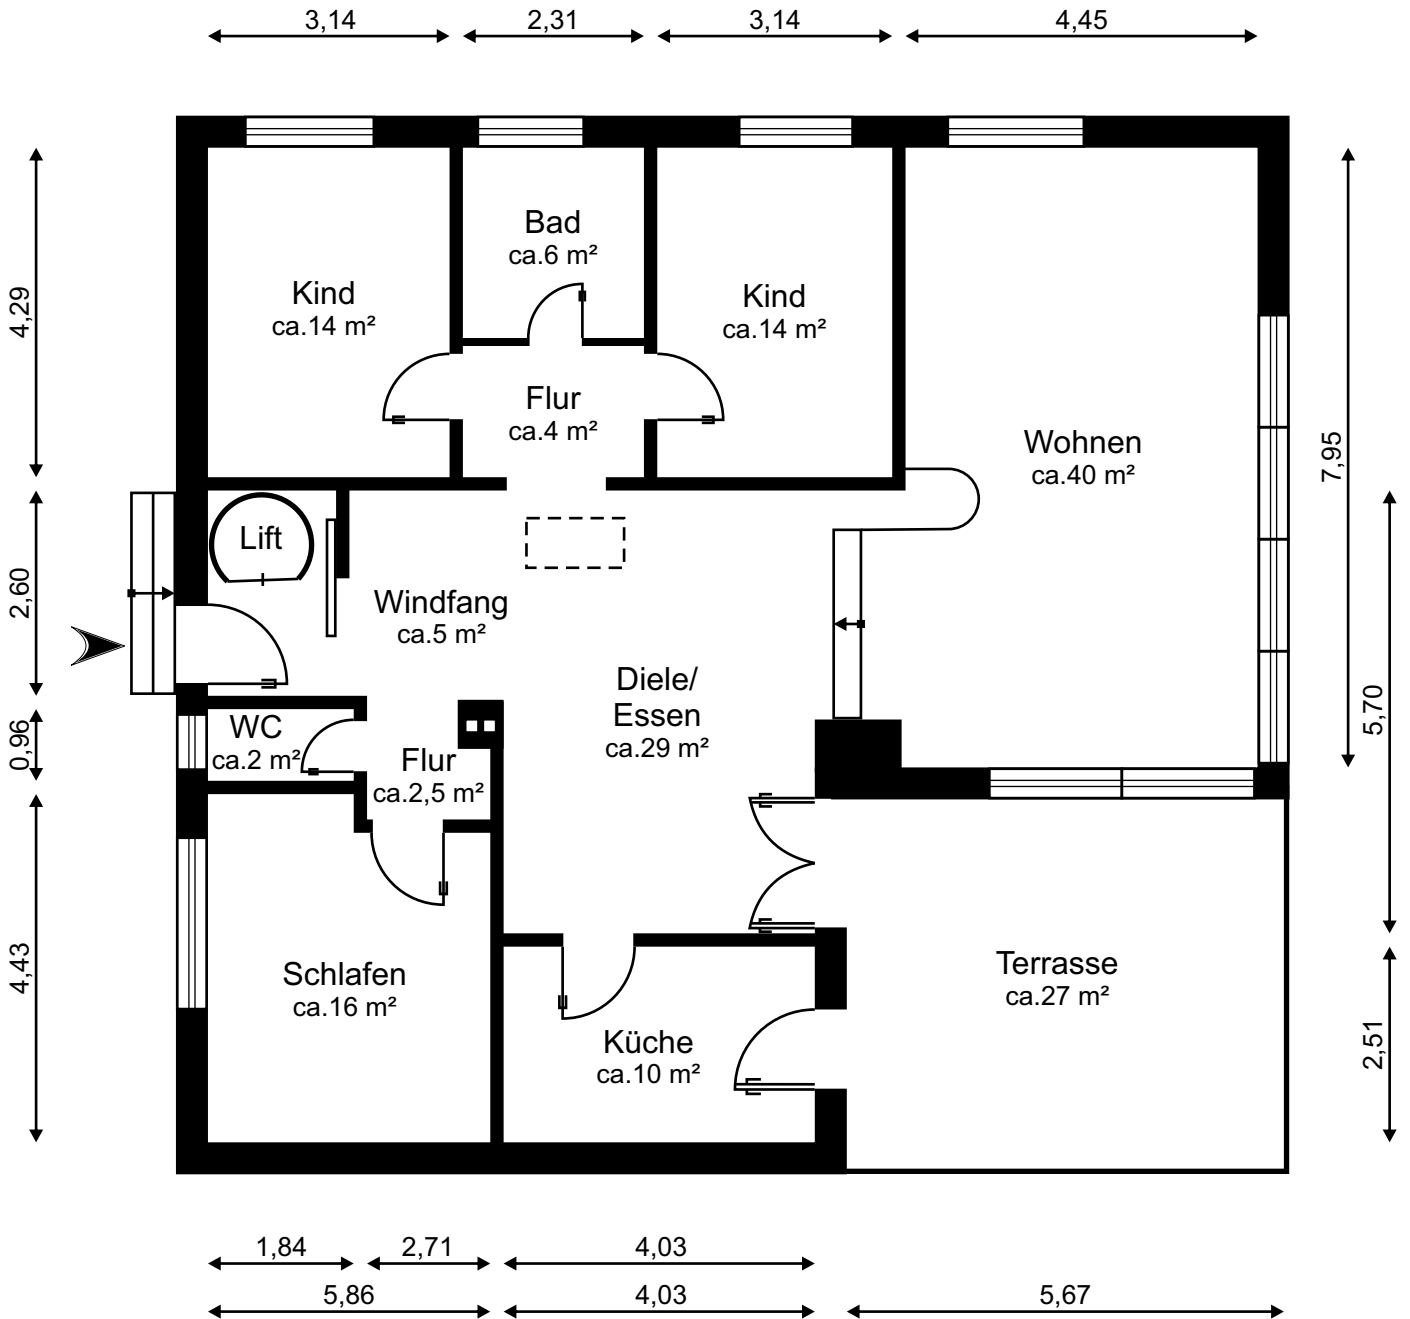 3,14
2,31
3,14
4,45
Bad
ca.6 m²
Kind
ca.14 m²
Kind
ca.14 m²
4,29
Flur
ca.4 m²
Wohnen
ca.40 m²
7,95
Lift
2,60
Windfang
ca.5 m²
Diele/
Essen
ca.29 m²
5,70
0,96
WC
ca.2 m²
Flur
ca.2,5 m²
4,43
Schlafen
ca.16 m²
Küche
ca.10 m²
Terrasse
ca.27 m²
2,51
1,84
2,71
4,03
5,86
4,03
5,67